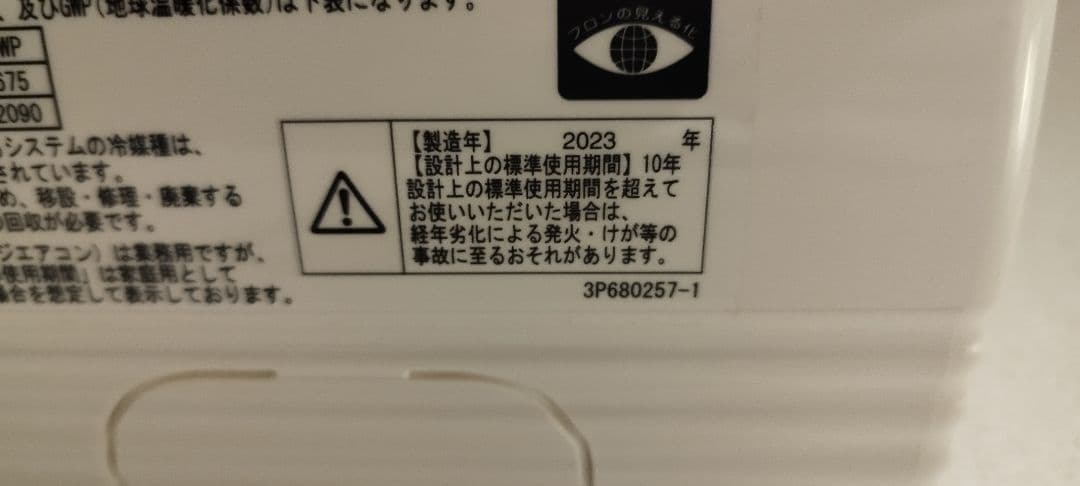 及びGWP(地球温暖化係数)は下表になります。
フロンの見える化
WP
675
2090
システムの冷媒種は、
されています。
め、移設・修理・廃棄する
回収が必要です。
ジエアコン)は業務用ですが、
使用期間」は家庭用として
場合を想定して表示しております。
【製造年】 2023 年
【設計上の標準使用期間】10年
設計上の標準使用期間を超えて
お使いいただいた場合は、
経年劣化による発火・けが等の
事故に至るおそれがあります。
3P680257-1